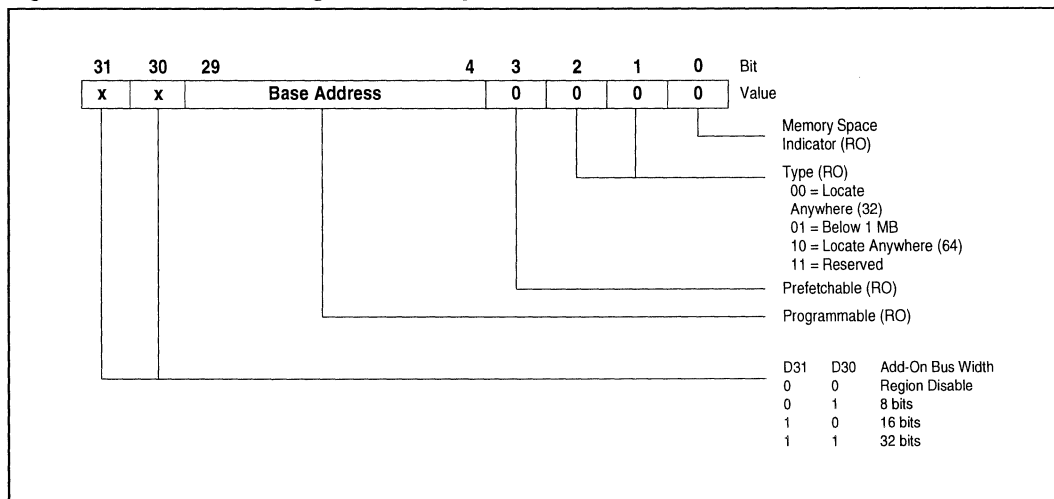 31 30 29 4 3 2 1 0 Bit
x x Base Address 0 0 0 0 Value
Memory Space
Indicator (RO)
Type (RO)
00 = Locate
Anywhere (32)
01 = Below 1 MB
10 = Locate Anywhere (64)
11 = Reserved
Prefetchable (RO)
Programmable (RO)
D31 D30 Add-On Bus Width
0 0 Region Disable
0 1 8 bits
1 0 16 bits
1 1 32 bits